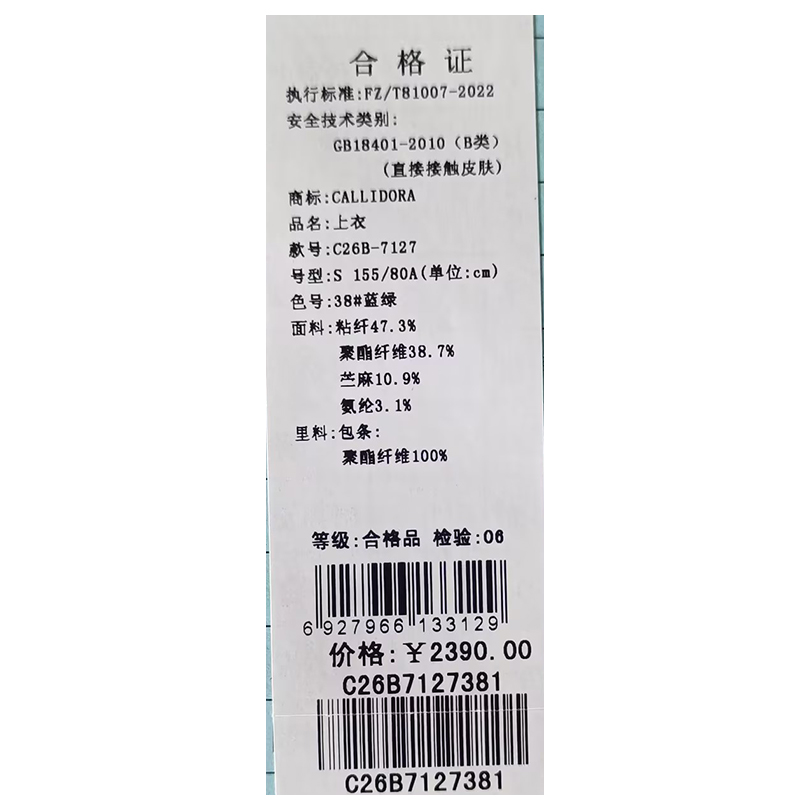 合格证
执行标准:FZ/T81007-2022
安全技术类别:
GB18401-2010（B类）
(直接接触皮肤)
商标:CALLIDORA
品名:上衣
款号:C26B-7127
号型:S 155/80A(单位:cm)
色号:38#蓝绿
面料:粘纤47.3%
聚酯纤维38.7%
苎麻10.9%
氨纶3.1%
里料:包条:
聚酯纤维100%
等级:合格品 检验:06
6 927966 133129
价格:￥2390.00
C26B7127381
C26B7127381